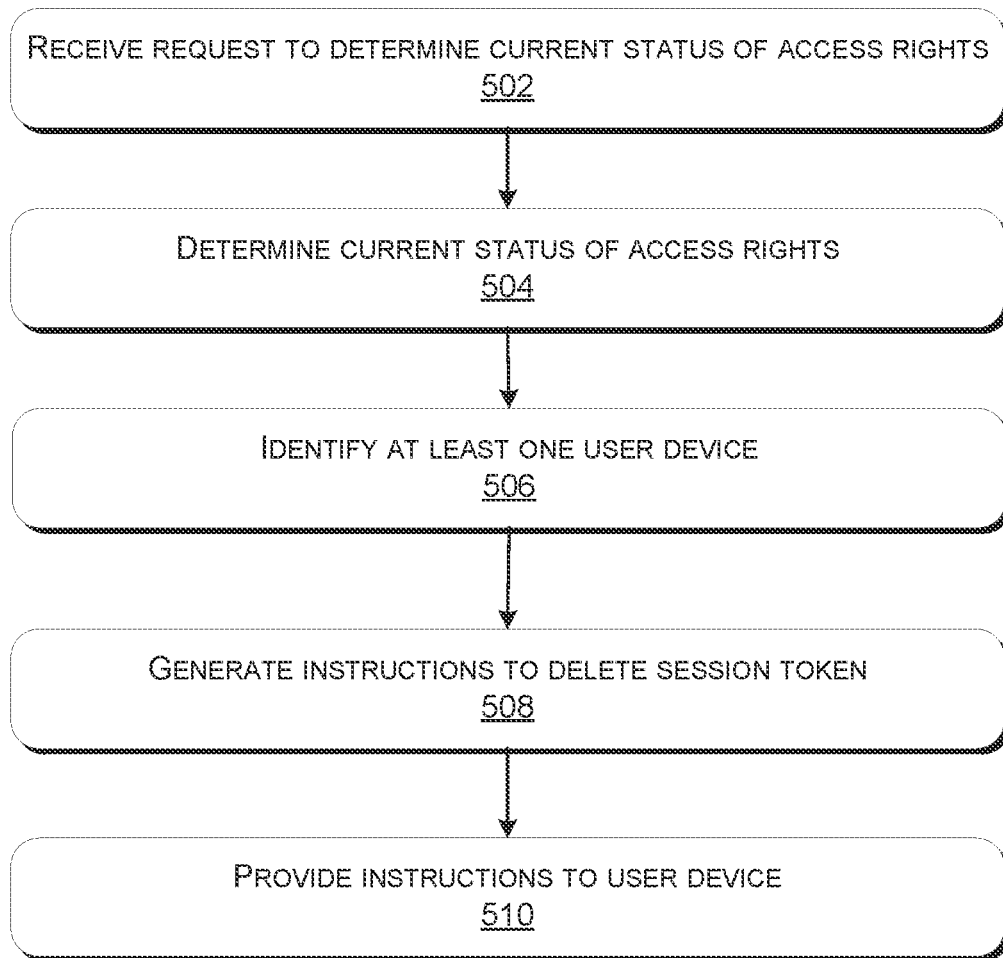 RECEIVE REQUEST TO DETERMINE CURRENT STATUS OF ACCESS RIGHTS
502
DETERMINE CURRENT STATUS OF ACCESS RIGHTS
504
IDENTIFY AT LEAST ONE USER DEVICE
506
GENERATE INSTRUCTIONS TO DELETE SESSION TOKEN
508
PROVIDE INSTRUCTIONS TO USER DEVICE
510